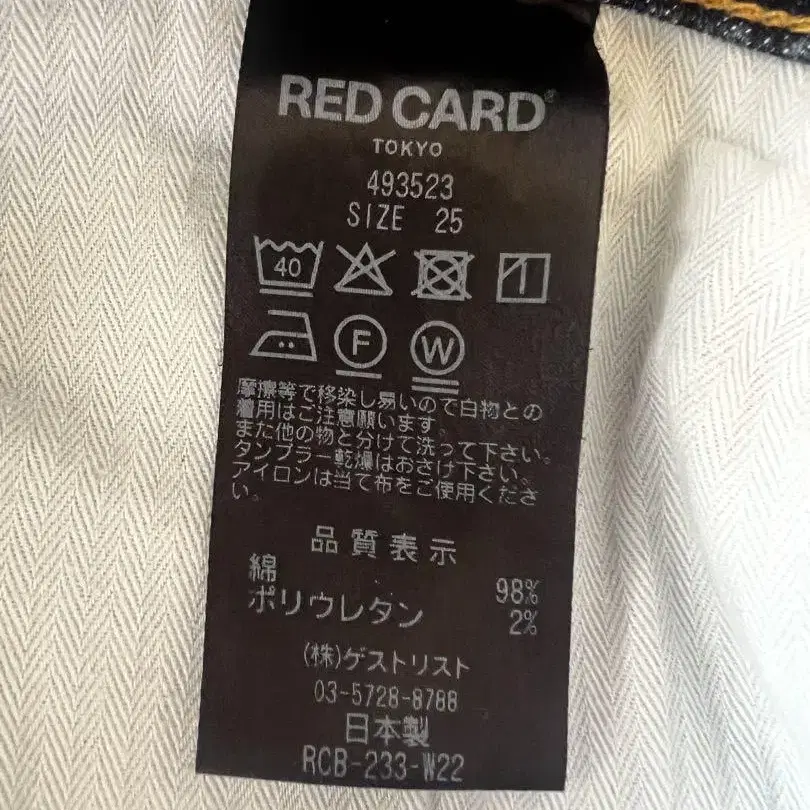 RED CARD®
TOKYO
493523
SIZE 25
40
F W
摩擦等で移染し易いので白物との
着用はご注意願います。
また他の物と分けて洗って下さい。
タンブラー乾燥はおさけ下さい。
アイロンは当て布をご使用くださ
い。
品質表示
綿 98%
ポリウレタン 2%
(株)ゲストリスト
03-5728-8788
日本製
RCB-233-W22